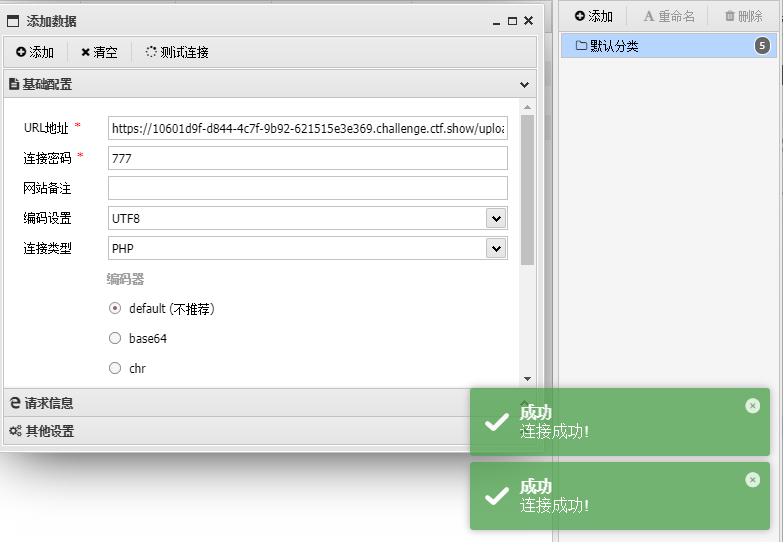 添加数据
添加 清空 测试连接
基础配置
URL地址 *
https://10601d9f-d844-4c7f-9b92-621515e3e369.challenge.ctf.show/uploa
连接密码 *
777
网站备注
编码设置
UTF8
连接类型
PHP
编码器
default (不推荐)
base64
chr
请求信息
其他设置
添加 重命名 删除
默认分类 5
成功
连接成功!
成功
连接成功!